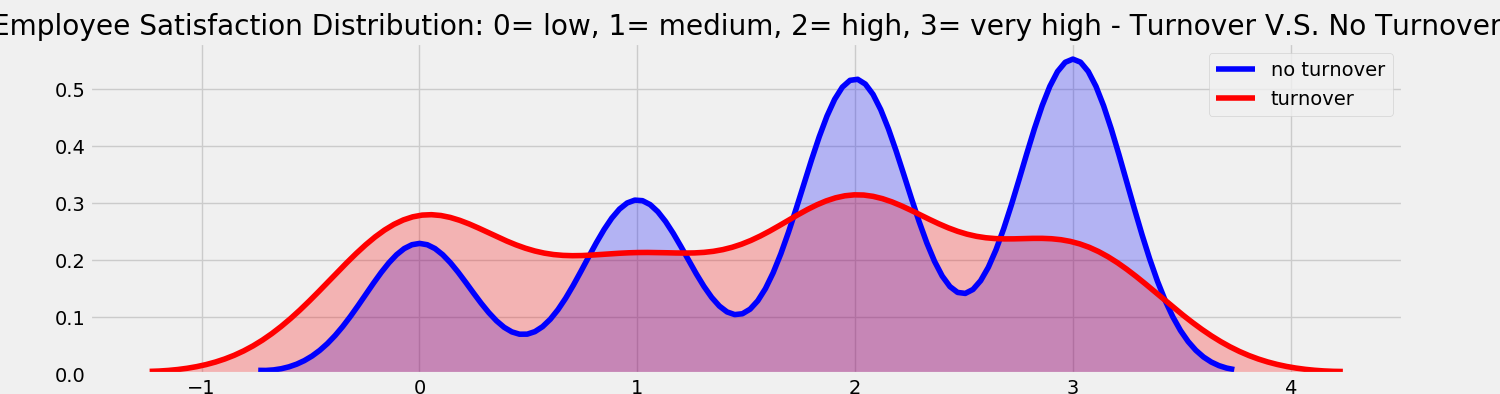 Employee Satisfaction Distribution: 0= low, 1= medium, 2= high, 3= very high - Turnover V.S. No Turnover
no turnover
turnover
0.5
0.4
0.3
0.2
0.1
0.0
−1 0 1 2 3 4